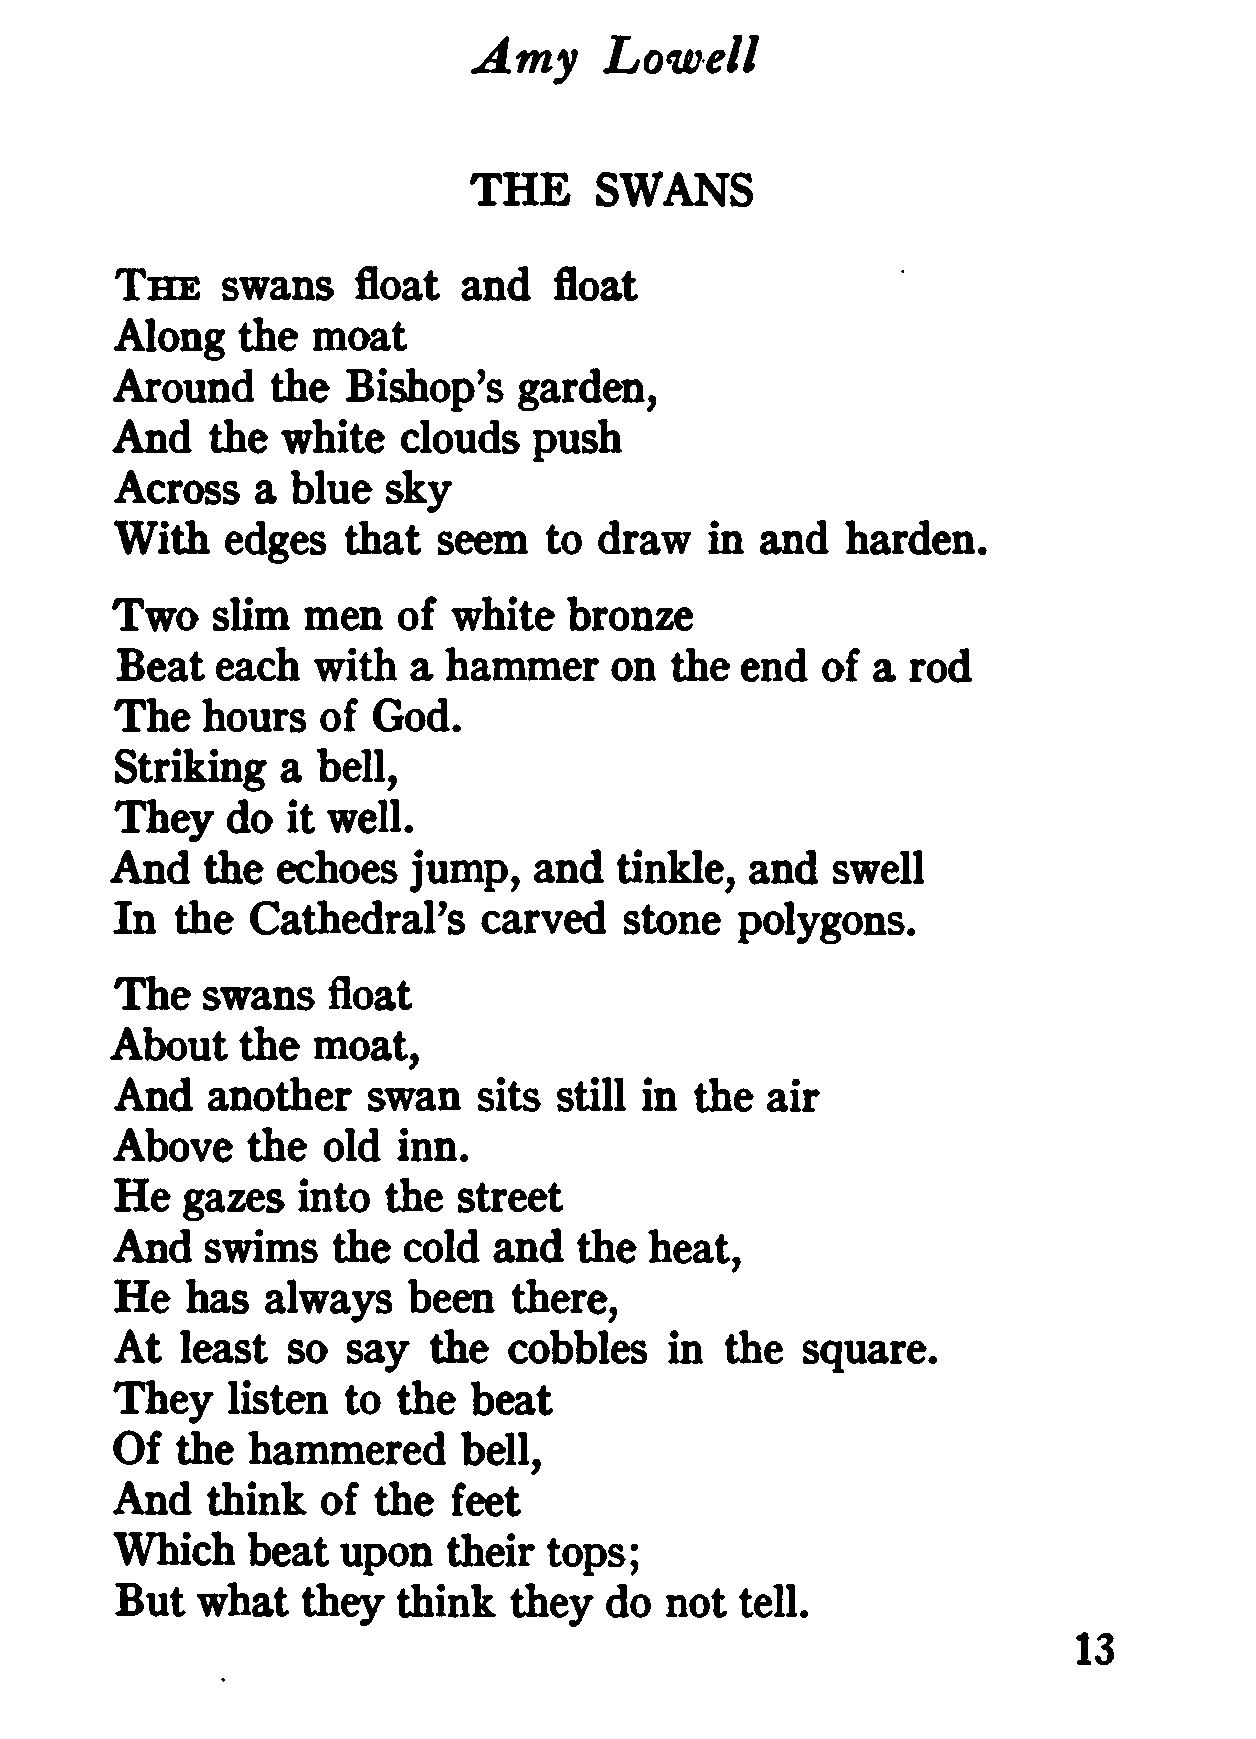 Amy Lowell
THE SWANS
THE swans float and float
Along the moat
Around the Bishop's garden,
And the white clouds push
Across a blue sky
With edges that seem to draw in and harden.
Two slim men of white bronze
Beat each with a hammer on the end of a rod
The hours of God.
Striking a bell,
They do it well.
And the echoes jump, and tinkle, and swell
In the Cathedral's carved stone polygons.
The swans float
About the moat,
And another swan sits still in the air
Above the old inn.
He gazes into the street
And swims the cold and the heat,
He has always been there,
At least so say the cobbles in the square.
They listen to the beat
Of the hammered bell,
And think of the feet
Which beat upon their tops;
But what they think they do not tell.
13